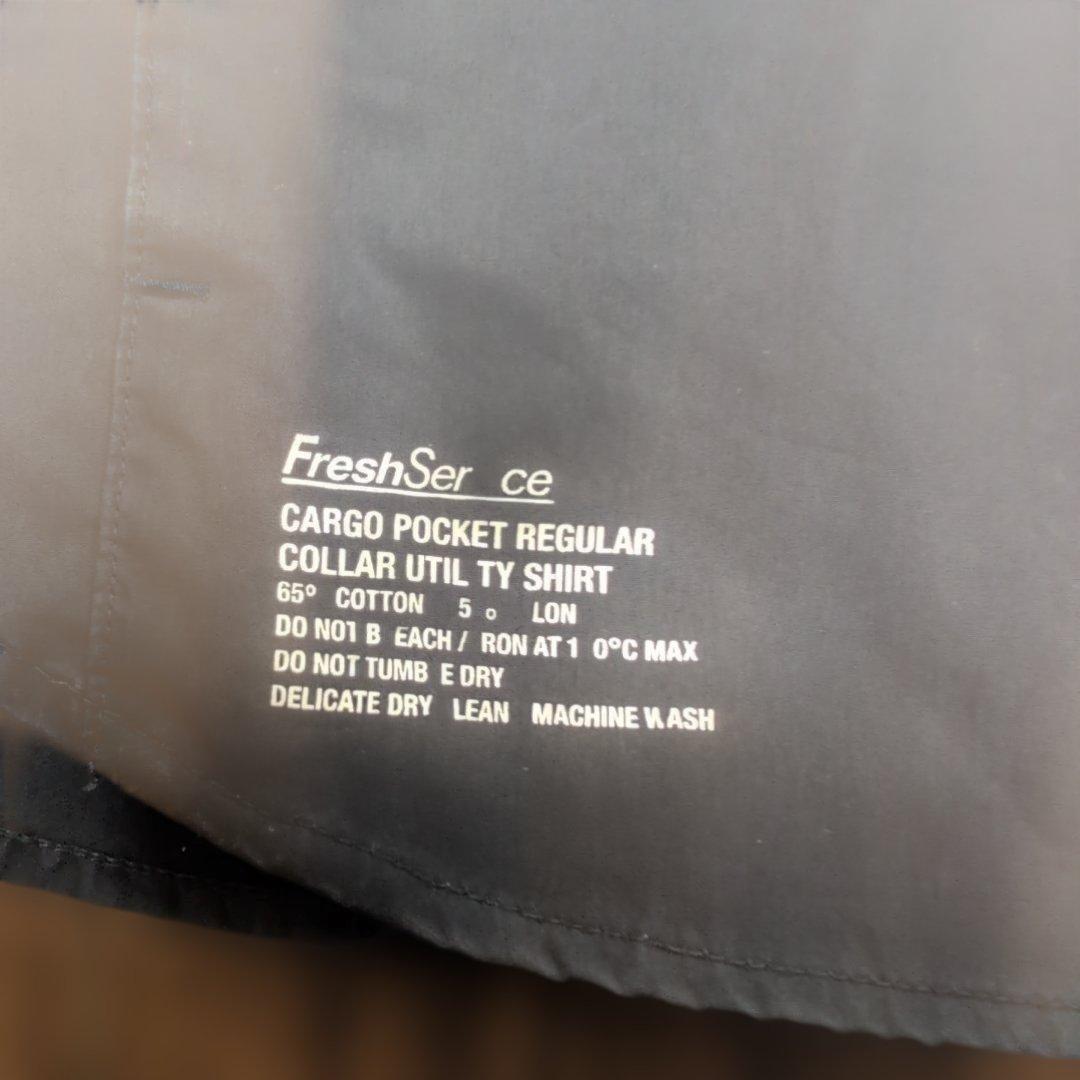 FreshSer ce
CARGO POCKET REGULAR
COLLAR UTIL TY SHIRT
65° COTTON 5 LON
DO NOT B EACH / RON AT 1 0°C MAX
DO NOT TUMB E DRY
DELICATE DRY LEAN MACHINE WASH